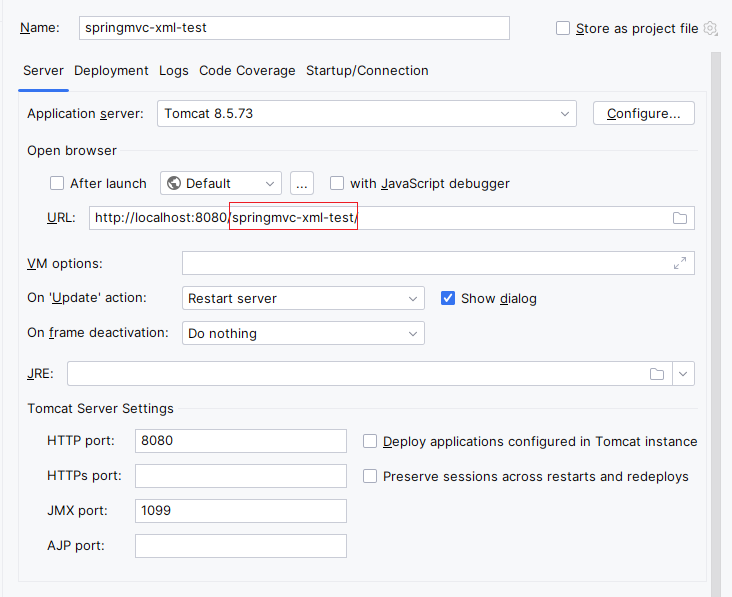 Name: springmvc-xml-test Store as project file
Server Deployment Logs Code Coverage Startup/Connection
Application server: Tomcat 8.5.73 Configure...
Open browser
After launch Default ... with JavaScript debugger
URL: http://localhost:8080/springmvc-xml-test/
VM options:
On 'Update' action: Restart server Show dialog
On frame deactivation: Do nothing
JRE:
Tomcat Server Settings
HTTP port: 8080 Deploy applications configured in Tomcat instance
HTTPs port: Preserve sessions across restarts and redeploys
JMX port: 1099
AJP port: